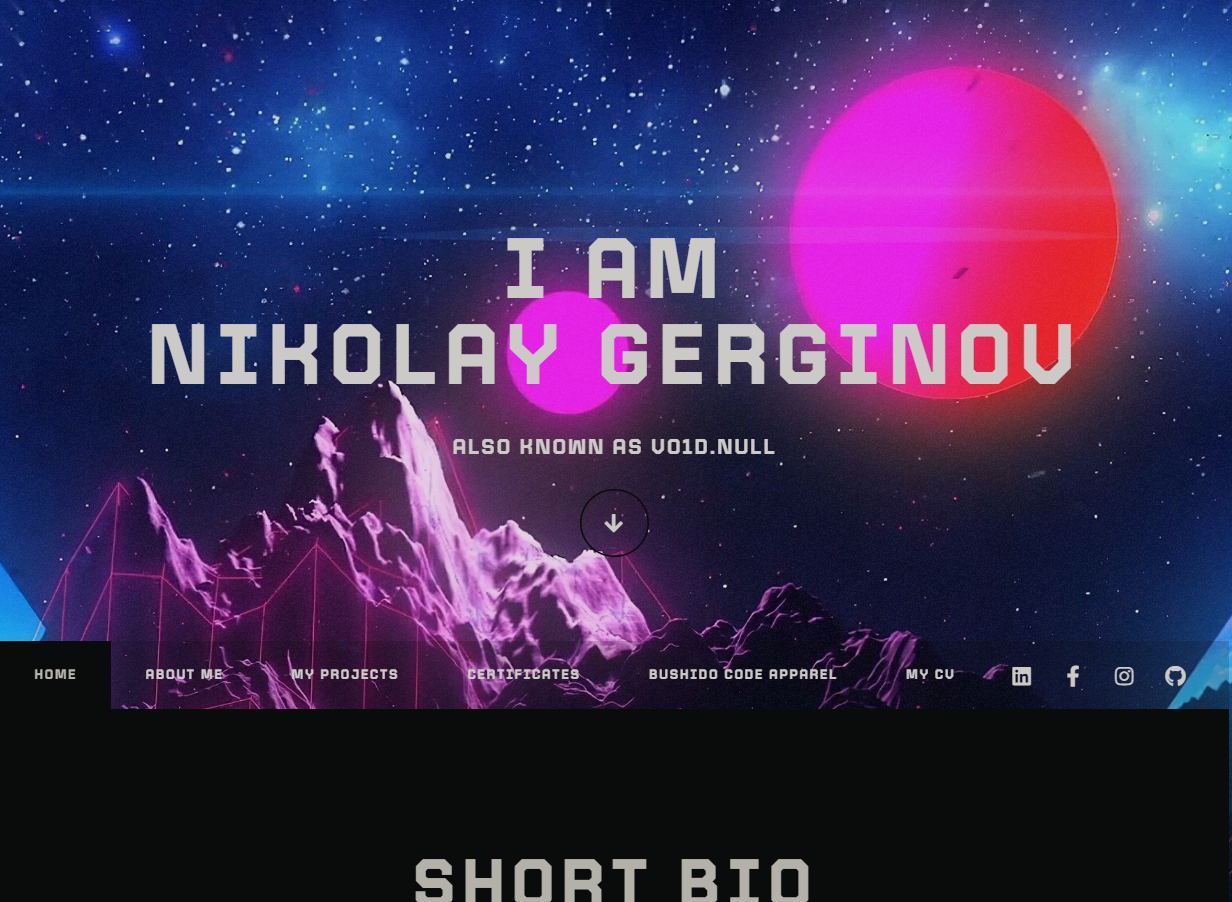 I AM
NIKOLAY GERGINOV
ALSO KNOWN AS VO1D.NULL
HOME ABOUT ME MY PROJECTS CERTIFICATES BUSHIDO CODE APPAREL MY CV
SHORT BIO